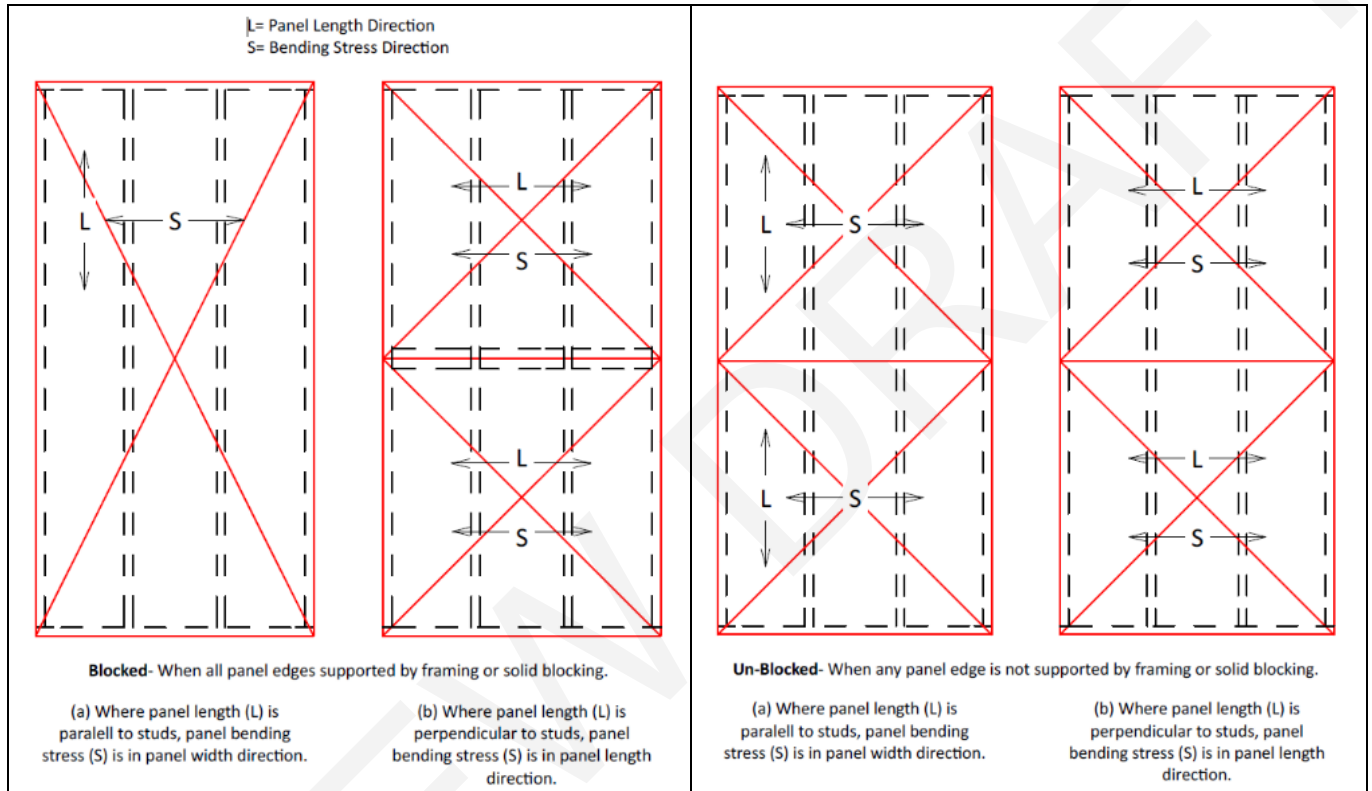 L= Panel Length Direction
S= Bending Stress Direction
L
S
L
S
L
S
Blocked- When all panel edges supported by framing or solid blocking.
(a) Where panel length (L) is
paralell to studs, panel bending
stress (S) is in panel width direction.
(b) Where panel length (L) is
perpendicular to studs, panel
bending stress (S) is in panel length
direction.
L
S
L
S
L
S
L
S
Un-Blocked- When any panel edge is not supported by framing or solid blocking.
(a) Where panel length (L) is
paralell to studs, panel bending
stress (S) is in panel width direction.
(b) Where panel length (L) is
perpendicular to studs, panel
bending stress (S) is in panel length
direction.
EW DRAFT